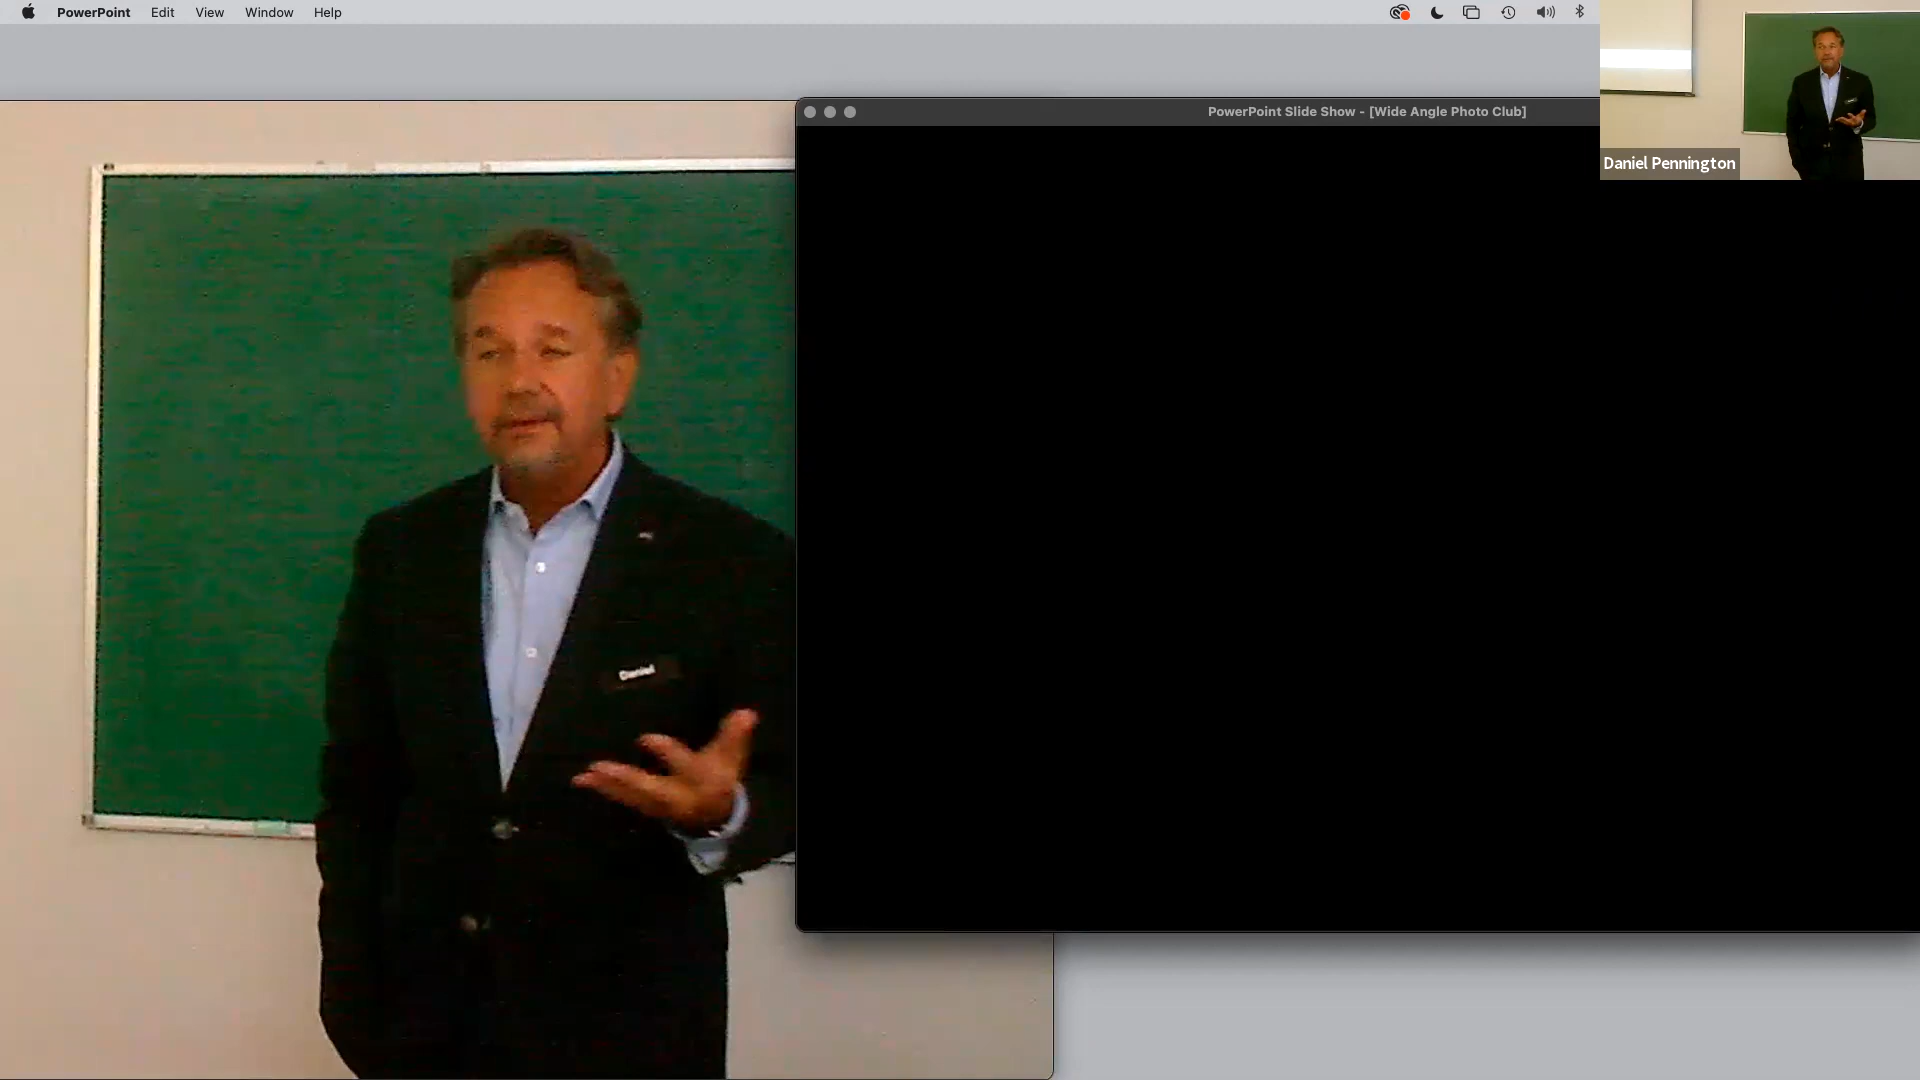 PowerPoint Edit View Window Help
PowerPoint Slide Show - [Wide Angle Photo Club]
Daniel Pennington
Daniel